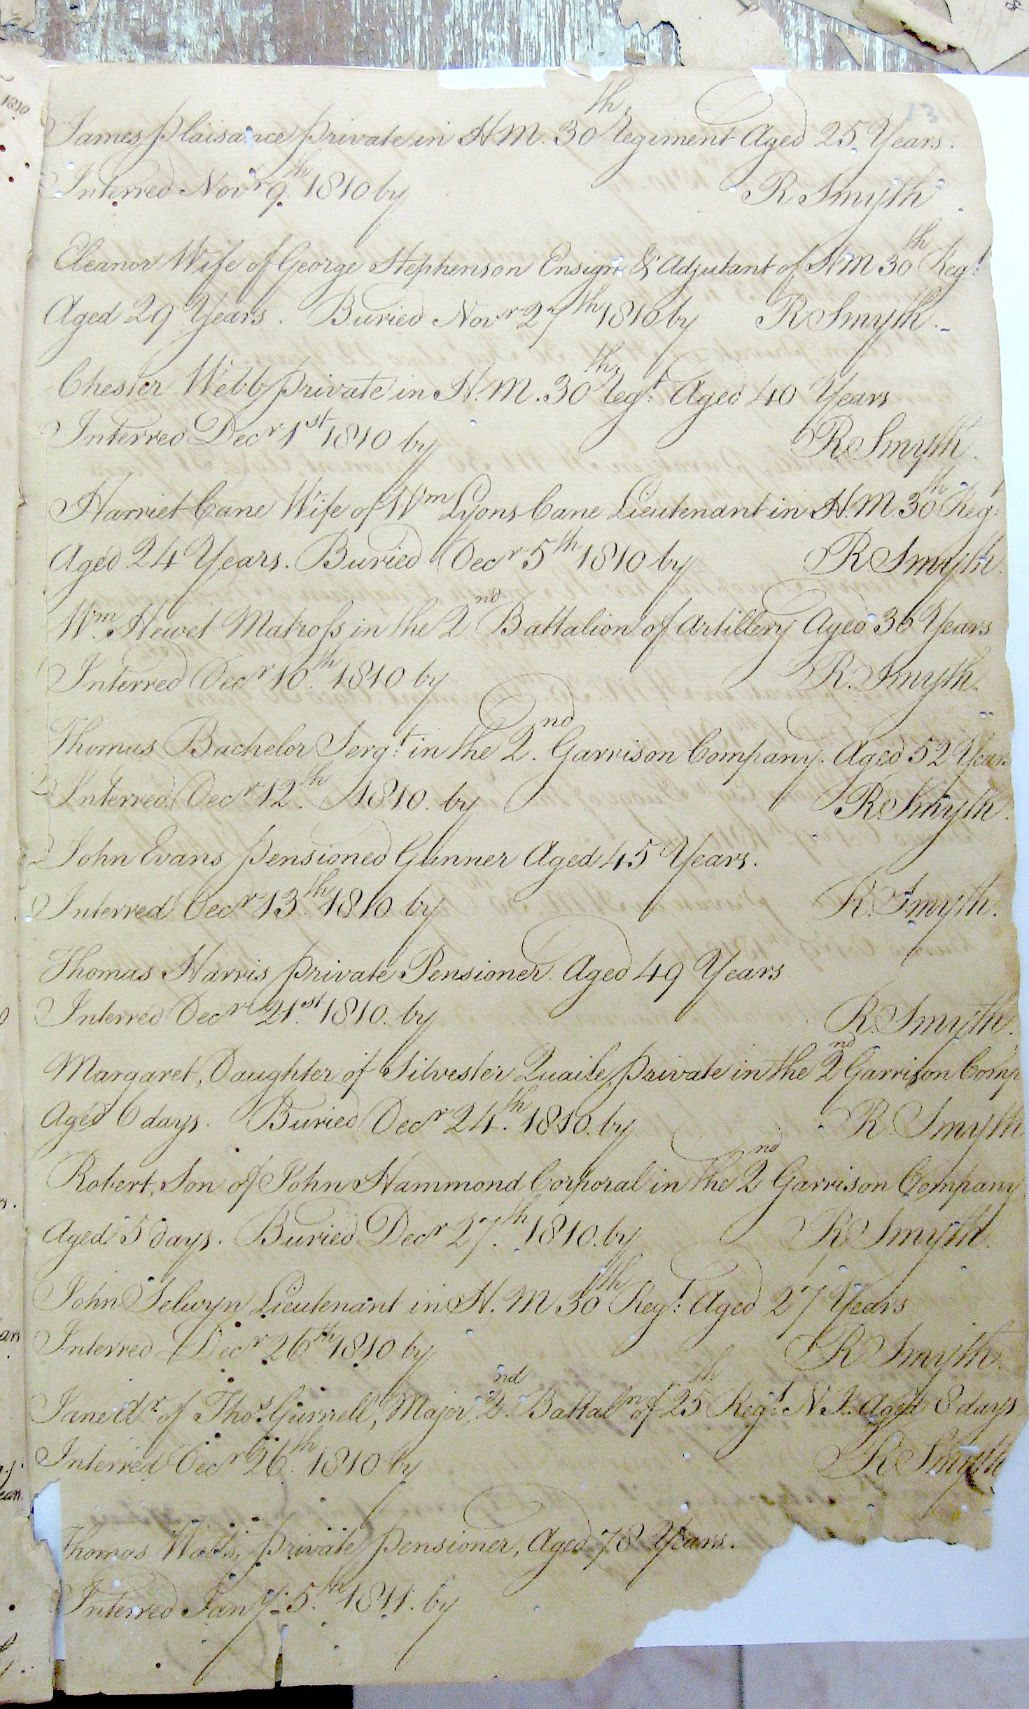 13
James Plaisance private in H.M. 30th Regiment Aged 25 Years.
Interred Novr 9th 1810 by R Smyth
Eleanor Wife of George Stephenson Ensign & Adjutant of H M 30th Regt
Aged 29 Years. Buried Novr 27th 1810 by R Smyth.
Chester Webb private in H.M. 30th Regt Aged 40 Years
Interred Decr 1st 1810 by R Smyth.
Harriet Cane Wife of Wm Lyons Cane Lieutenant in H.M. 30th Regt
Aged 24 Years. Buried Decr 5th 1810 by R Smyth.
Wm Hewet Matross in the 2nd Battalion of Artillery Aged 36 Years
Interred Decr 10th 1810 by R. Smyth.
Thomas Bachelor Sergt in the 2nd Garrison Company. Aged 52 Years
Interred Decr 12th 1810. by R Smyth.
John Evans pensioned Gunner Aged 45 Years.
Interred Decr 13th 1810. by R. Smyth.
Thomas Harris private Pensioner Aged 49 Years
Interred Decr 21st 1810. by R. Smyth.
Margaret, Daughter of Silvester Quaile, private in the 2nd Garrison Comp
Aged 6 days. Buried Decr 24th 1810. by R. Smyth
Robert, Son of John Hammond Corporal in the 2nd Garrison Company
Aged 5 days. Buried Decr 27th 1810. by R Smyth
John Selwyn Lieutenant in H. M 30th Regt Aged 27 Years
Interred Decr 26th 1810 by R Smyth.
Jane dr of Thos Gurnell, Major, 2nd Battaln of 25th Regt N.I. Aged 8 days
Interred Decr 26th 1810 by R Smyth
Thomas Watts, private pensioner, Aged 78 Years.
Interred Jany 5th 1811. by